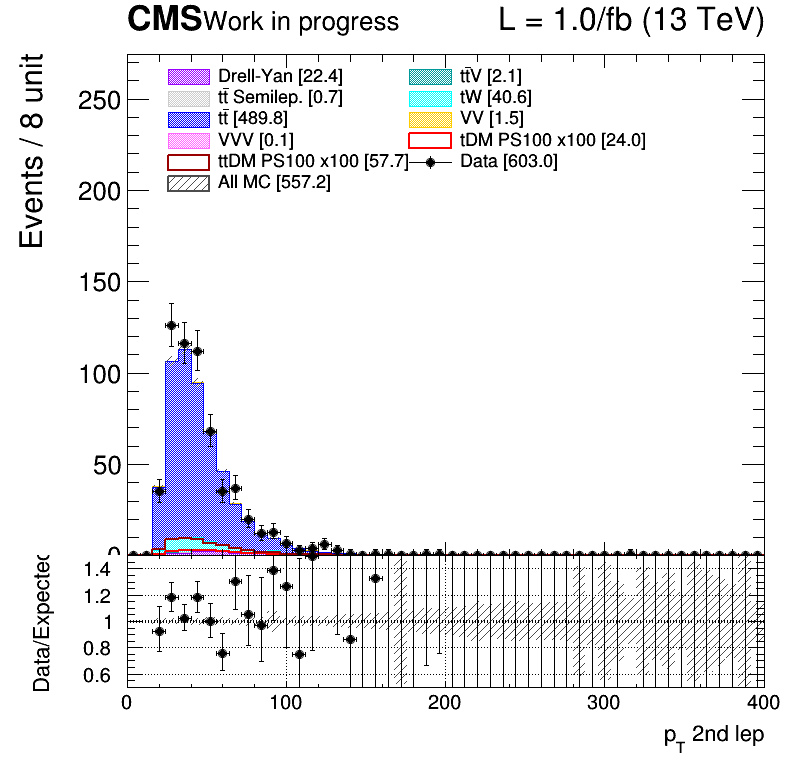 CMS Work in progress L = 1.0/fb (13 TeV)
Events / 8 unit
250
200
150
100
50
0
Drell-Yan [22.4] tt̄V [2.1]
tt̄ Semilep. [0.7] tW [40.6]
tt̄ [489.8] VV [1.5]
VVV [0.1] tDM PS100 x100 [24.0]
ttDM PS100 x100 [57.7] Data [603.0]
All MC [557.2]
Data/Expected
1.4
1.2
1
0.8
0.6
0 100 200 300 400
p_T 2nd lep